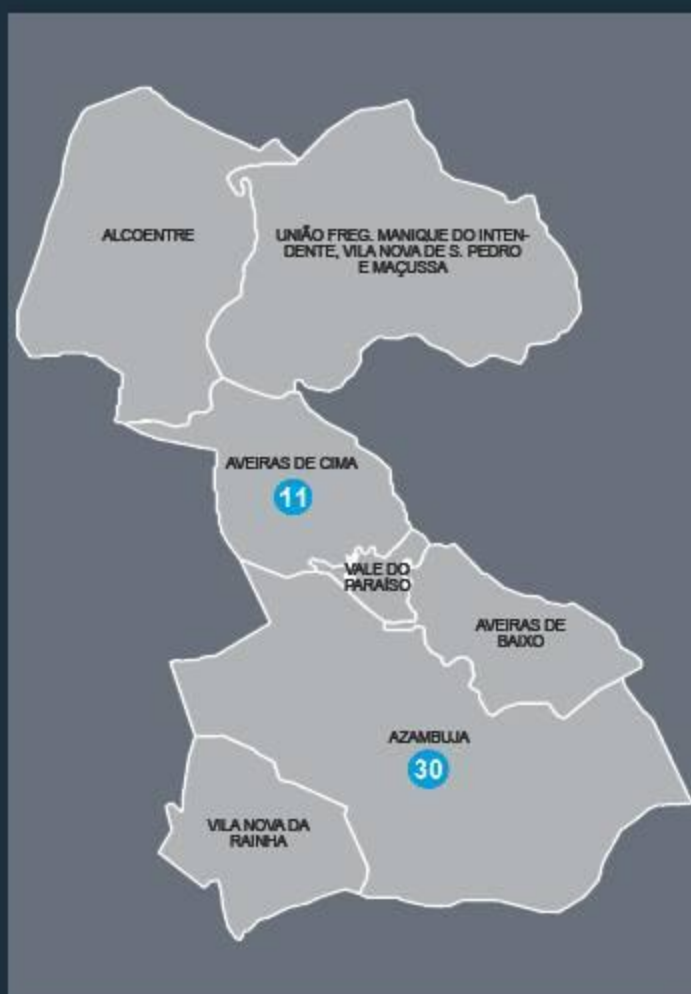 ALCOENTRE
UNIÃO FREG. MANIQUE DO INTEN-
DENTE, VILA NOVA DE S. PEDRO
E MAÇUSSA
AVEIRAS DE CIMA
11
VALE DO
PARAÍSO
AVEIRAS DE
BAIXO
AZAMBUJA
30
VILA NOVA DA
RAINHA